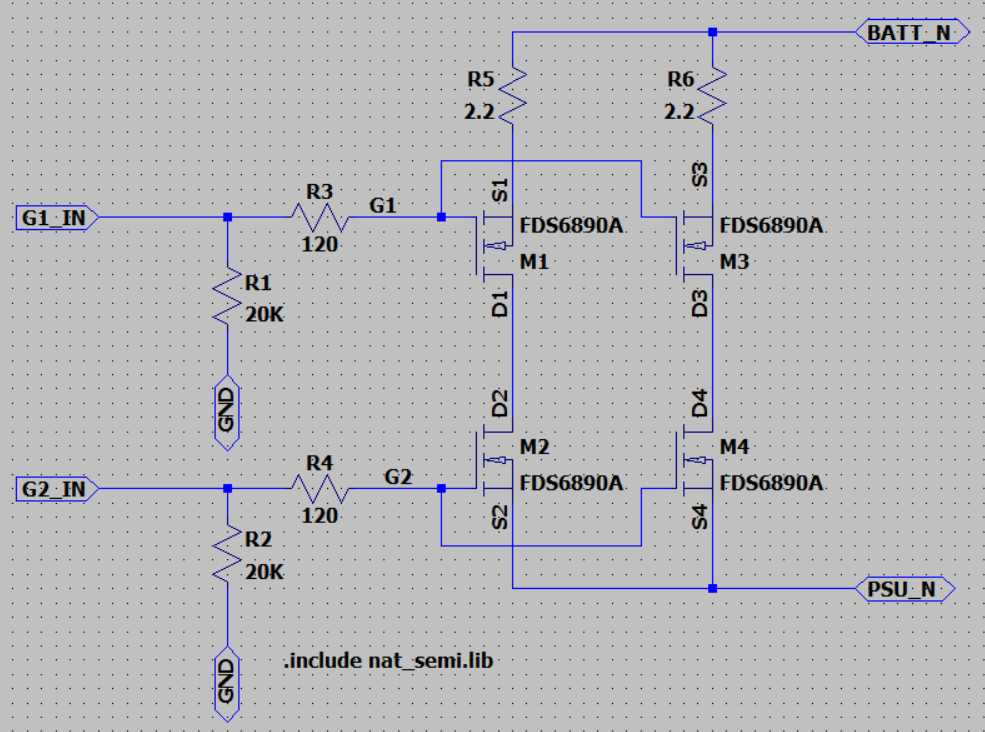 BATT_N
R5
2.2
R6
2.2
S1
S3
G1_IN
R3
120
G1
FDS6890A
M1
FDS6890A
M3
R1
20K
D1
D3
GND
D2
D4
M2
FDS6890A
M4
FDS6890A
G2_IN
R4
120
G2
S2
S4
R2
20K
PSU_N
GND
.include nat_semi.lib